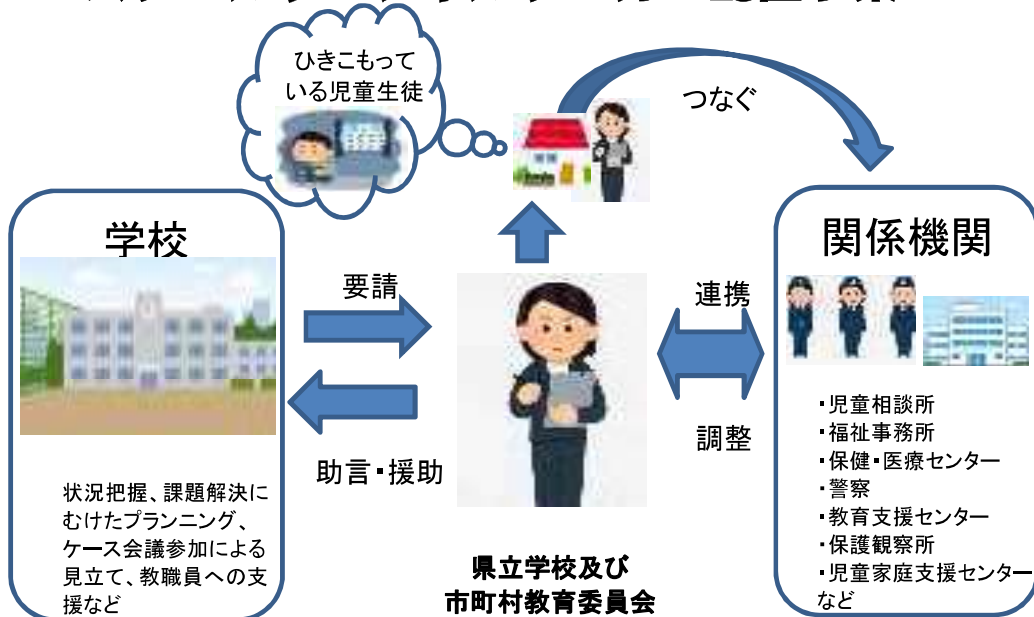 ひきこもって
いる児童生徒
つなぐ
学校
要請
助言・援助
状況把握、課題解決に
むけたプランニング、
ケース会議参加による
見立て、教職員への支
援など
県立学校及び
市町村教育委員会
連携
調整
関係機関
・児童相談所
・福祉事務所
・保健・医療センター
・警察
・教育支援センター
・保護観察所
・児童家庭支援センター
など